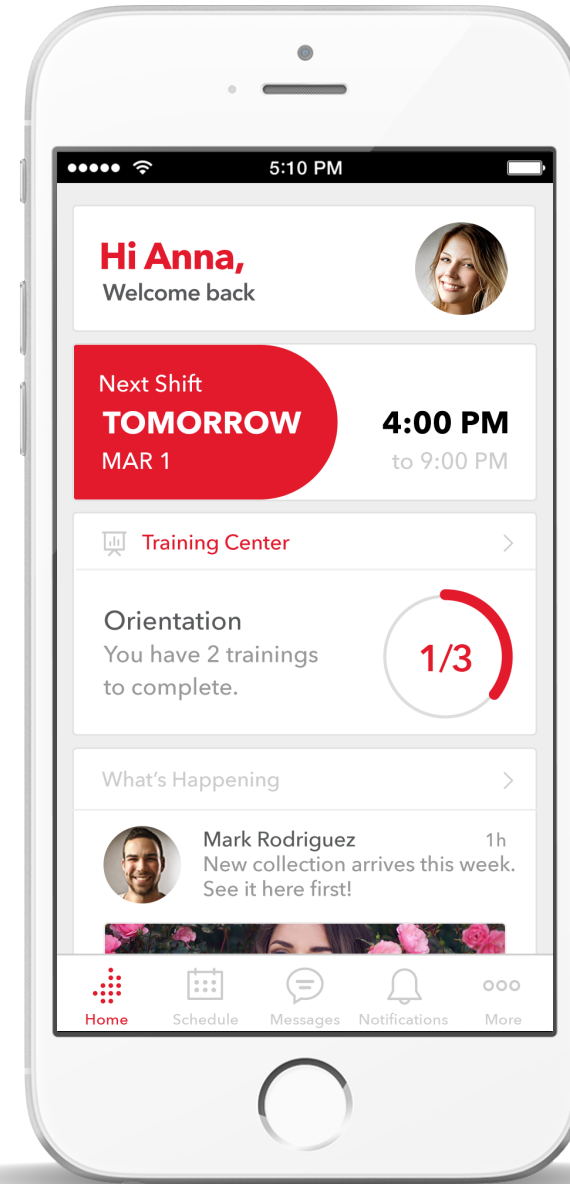 5:10 PM
Hi Anna,
Welcome back
Next Shift
TOMORROW
MAR 1
4:00 PM
to 9:00 PM
Training Center
Orientation
You have 2 trainings
to complete.
1/3
What's Happening
Mark Rodriguez
1h
New collection arrives this week.
See it here first!
Home
Schedule
Messages
Notifications
More